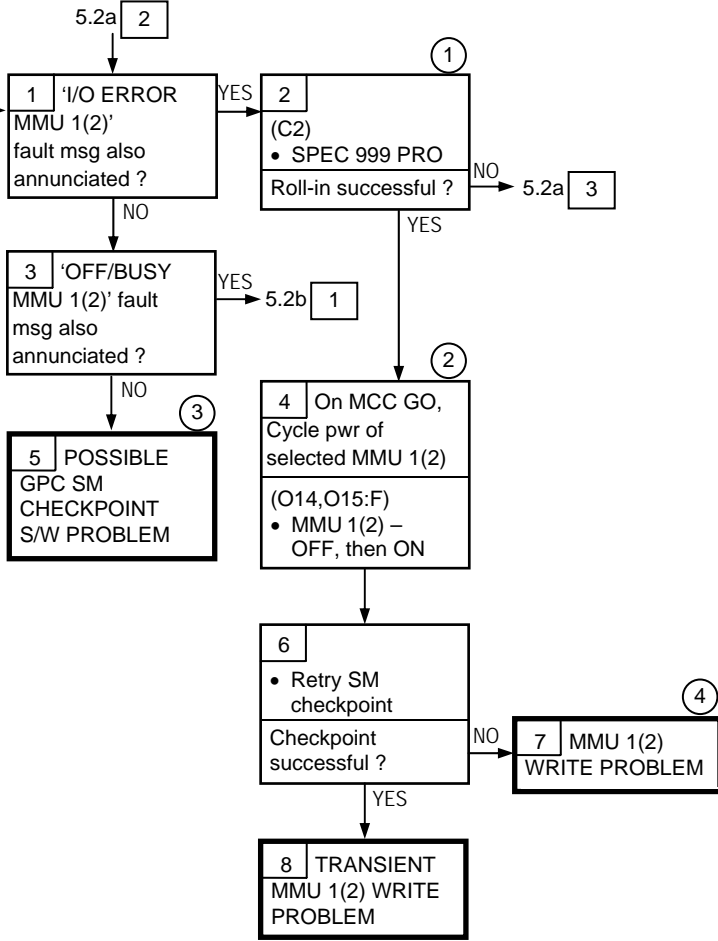 5.2a 2
1 'I/O ERROR
MMU 1(2)'
fault msg also
annunciated ?
YES
NO
1
2
(C2)
• SPEC 999 PRO
Roll-in successful ?
NO
5.2a 3
YES
3 'OFF/BUSY
MMU 1(2)' fault
msg also
annunciated ?
YES
5.2b 1
NO
2
4 On MCC GO,
Cycle pwr of
selected MMU 1(2)
(O14,O15:F)
• MMU 1(2) –
OFF, then ON
3
5 POSSIBLE
GPC SM
CHECKPOINT
S/W PROBLEM
6
• Retry SM
checkpoint
Checkpoint
successful ?
NO
YES
4
7 MMU 1(2)
WRITE PROBLEM
8 TRANSIENT
MMU 1(2) WRITE
PROBLEM